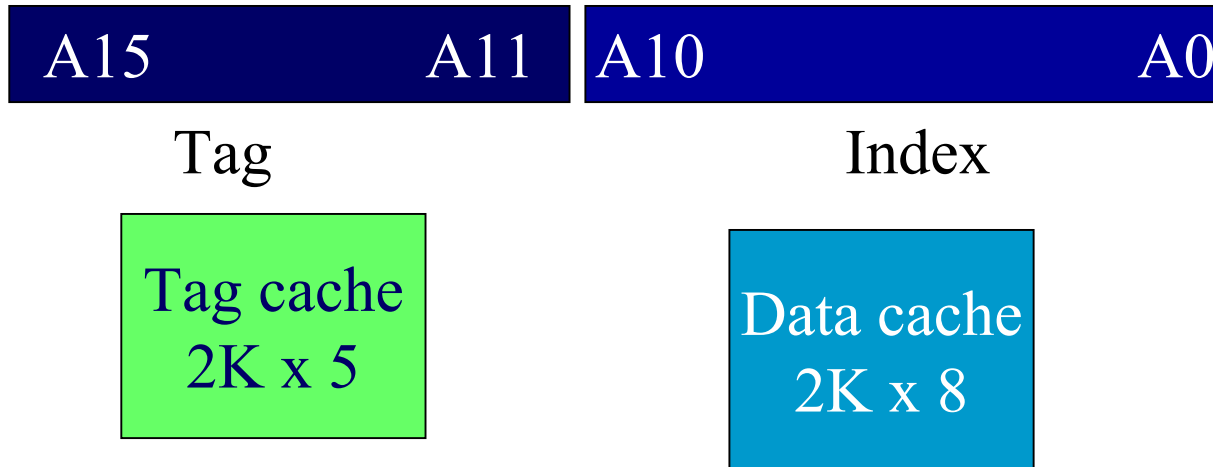 A15 A11 A10 A0
Tag Index
Tag cache
2K x 5
Data cache
2K x 8